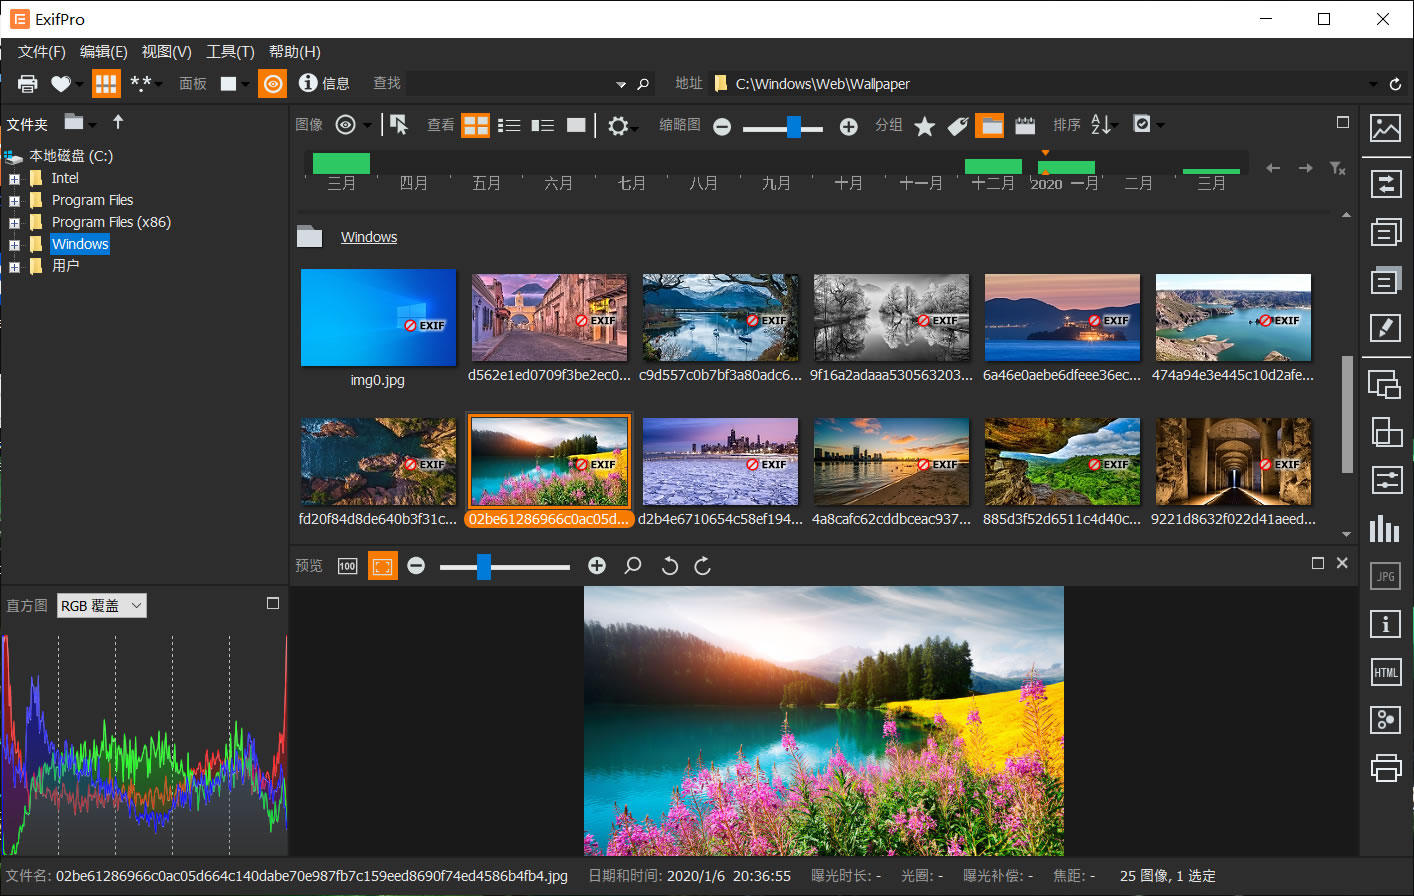 ExifPro
文件(F) 编辑(E) 视图(V) 工具(T) 帮助(H)
面板 信息 查找 地址 C:\Windows\Web\Wallpaper
文件夹
图像 查看 缩略图 分组 排序
本地磁盘 (C:)
Intel
Program Files
Program Files (x86)
Windows
用户
三月 四月 五月 六月 七月 八月 九月 十月 十一月 十二月 2020 一月 二月 三月
Windows
EXIF EXIF EXIF EXIF EXIF EXIF
img0.jpg d562e1ed0709f3be2ec0... c9d557c0b7bf3a80adc6... 9f16a2adaaa530563203... 6a46e0aebe6dfeee36ec... 474a94e3e445c10d2afe...
EXIF EXIF EXIF EXIF EXIF EXIF
fd20f84d8de640b3f31c... 02be61286966c0ac05d... d2b4e6710654c58ef194... 4a8cafc62cddbceac937... 885d3f52d6511c4d40c... 9221d8632f022d41aeed...
预览 100
JPG
HTML
直方图 RGB 覆盖
文件名: 02be61286966c0ac05d664c140dabe70e987fb7c159eed8690f74ed4586b4fb4.jpg 日期和时间: 2020/1/6 20:36:55 曝光时长: - 光圈: - 曝光补偿: - 焦距: - 25 图像, 1 选定